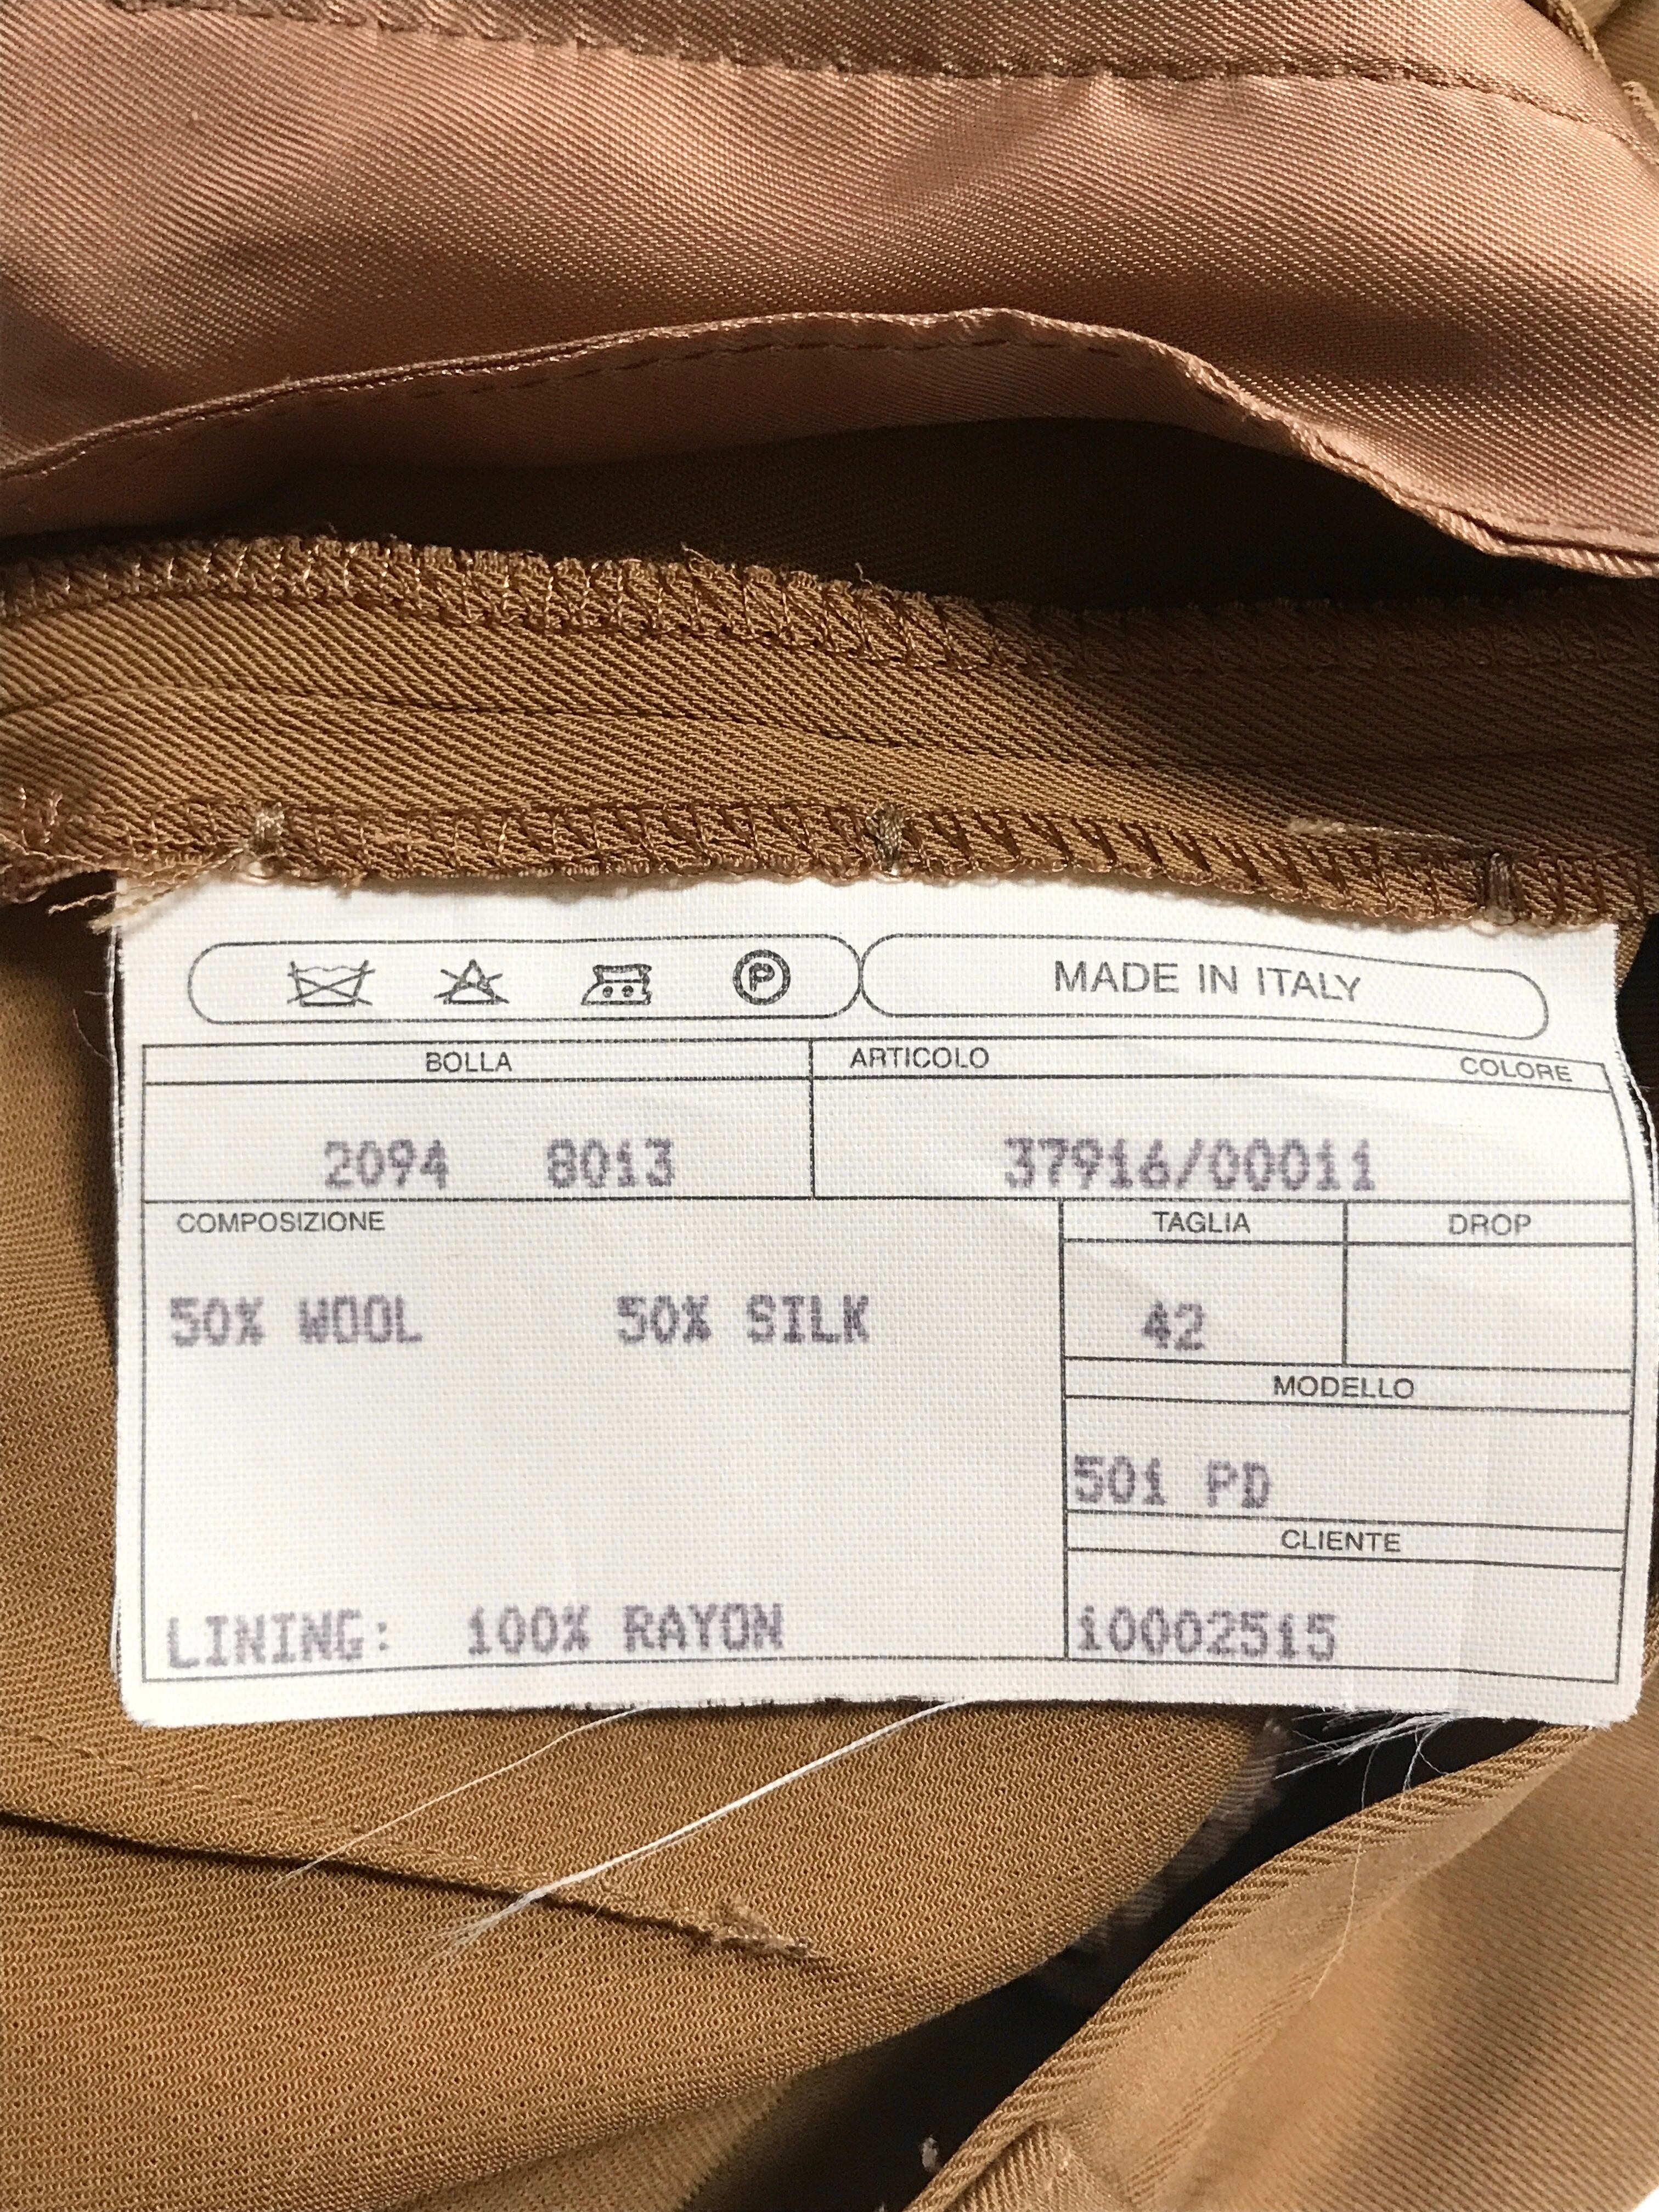 P MADE IN ITALY
BOLLA ARTICOLO COLORE
2094 8013 37916/00011
COMPOSIZIONE TAGLIA DROP
50% WOOL 50% SILK 42
MODELLO
501 PD
CLIENTE
LINING: 100% RAYON 10002515